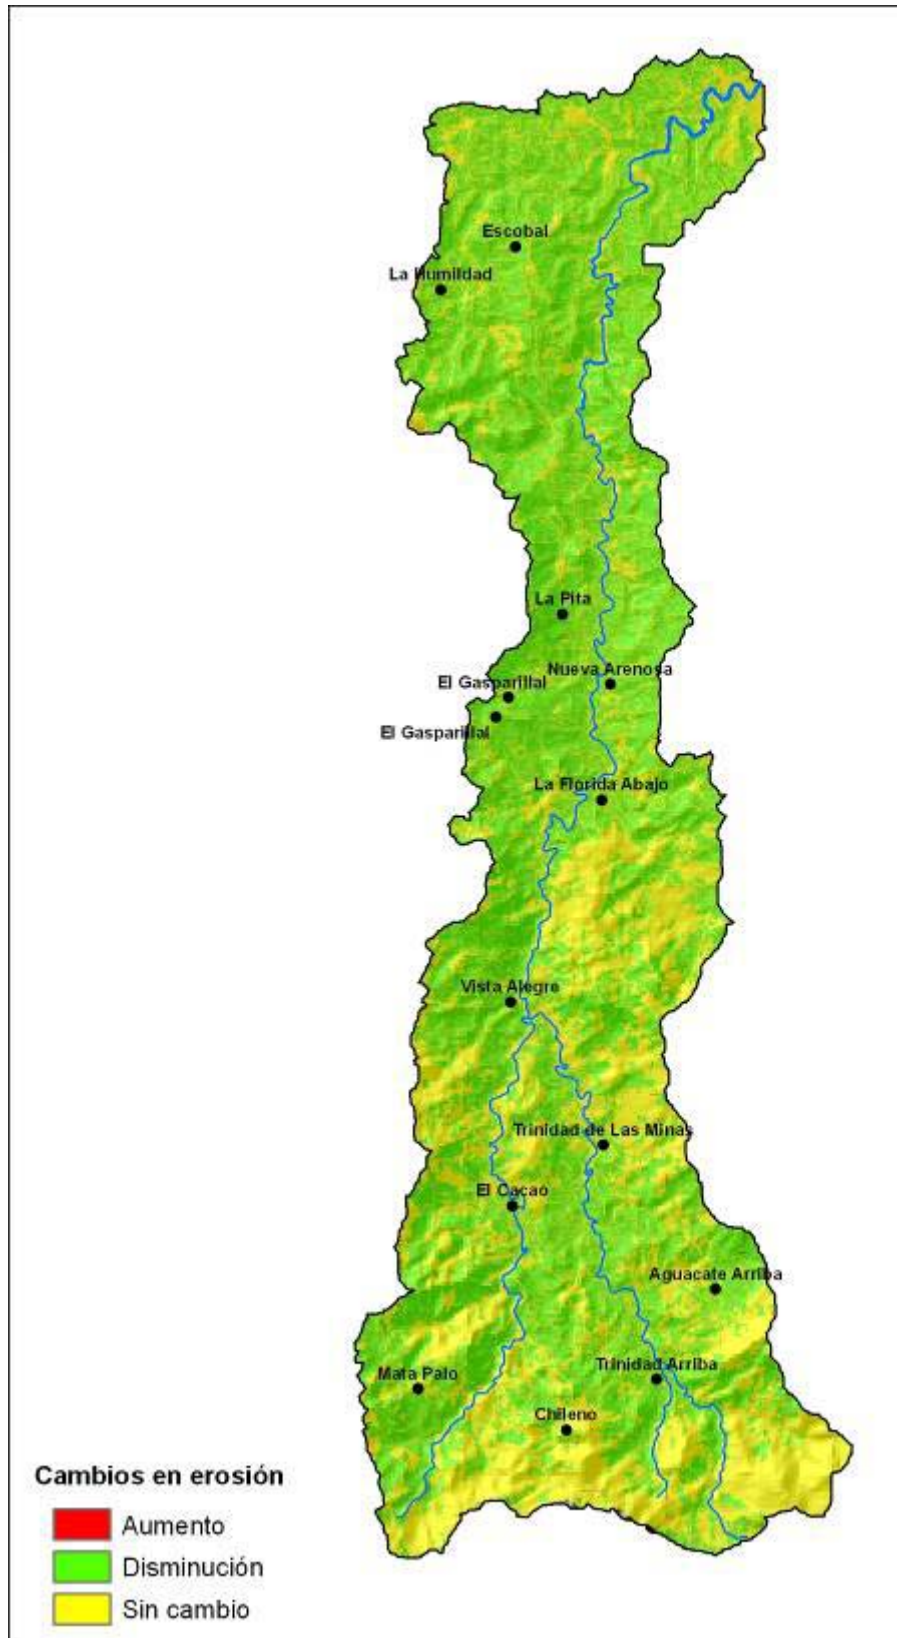 Escobal
La Humildad
La Pita
Nueva Arenosa
El Gasparillal
El Gasparillal
La Florida Abajo
Vista Alegre
Trinidad de Las Minas
El Cacao
Aguacate Arriba
Trinidad Arriba
Mata Palo
Chileno
Cambios en erosión
Aumento
Disminución
Sin cambio